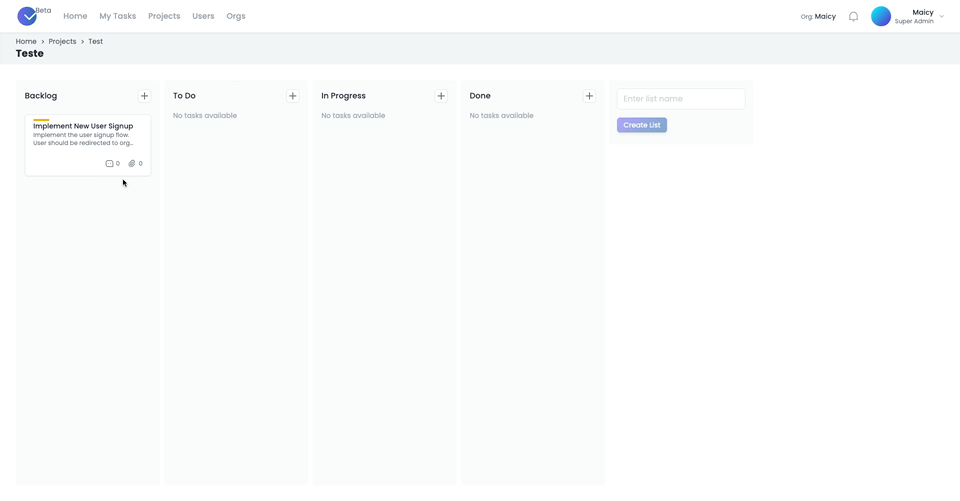 Beta
Home My Tasks Projects Users Orgs
Org: Maicy
Maicy
Super Admin
Home > Projects > Test
Teste
Backlog
Implement New User Signup
Implement the user signup flow.
User should be redirected to org...
0 0
To Do
No tasks available
In Progress
No tasks available
Done
No tasks available
Enter list name
Create List